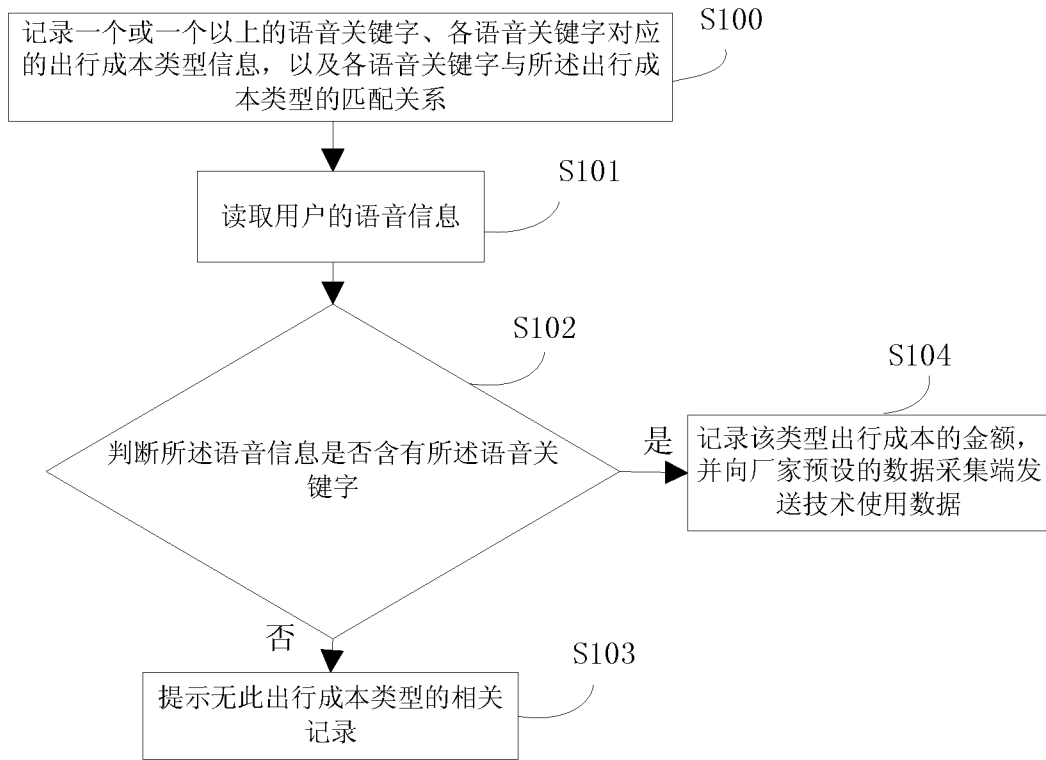 S100
记录一个或一个以上的语音关键字、各语音关键字对应
的出行成本类型信息，以及各语音关键字与所述出行成
本类型的匹配关系
S101
读取用户的语音信息
S102
判断所述语音信息是否含有所述语音关
键字
S104
是
记录该类型出行成本的金额，
并向厂家预设的数据采集端发
送技术使用数据
否
S103
提示无此出行成本类型的相关
记录